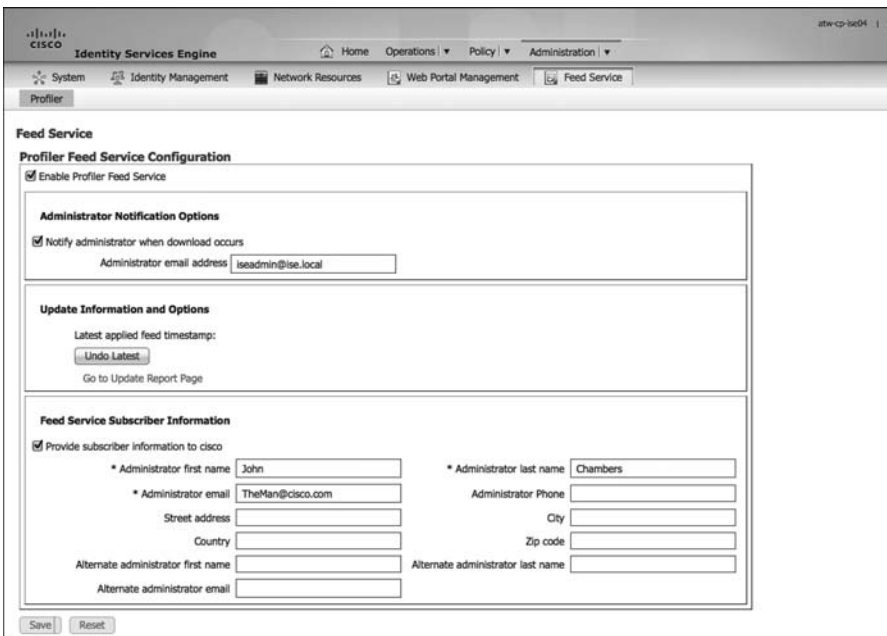 atw-cp-ise04 |
CISCO
Identity Services Engine
Home Operations | ▼ Policy | ▼ Administration | ▼
System Identity Management Network Resources Web Portal Management Feed Service
Profiler
Feed Service
Profiler Feed Service Configuration
Enable Profiler Feed Service
Administrator Notification Options
Notify administrator when download occurs
Administrator email address iseadmin@ise.local
Update Information and Options
Latest applied feed timestamp:
Undo Latest
Go to Update Report Page
Feed Service Subscriber Information
Provide subscriber information to cisco
* Administrator first name John * Administrator last name Chambers
* Administrator email TheMan@cisco.com Administrator Phone
Street address City
Country Zip code
Alternate administrator first name Alternate administrator last name
Alternate administrator email
Save Reset